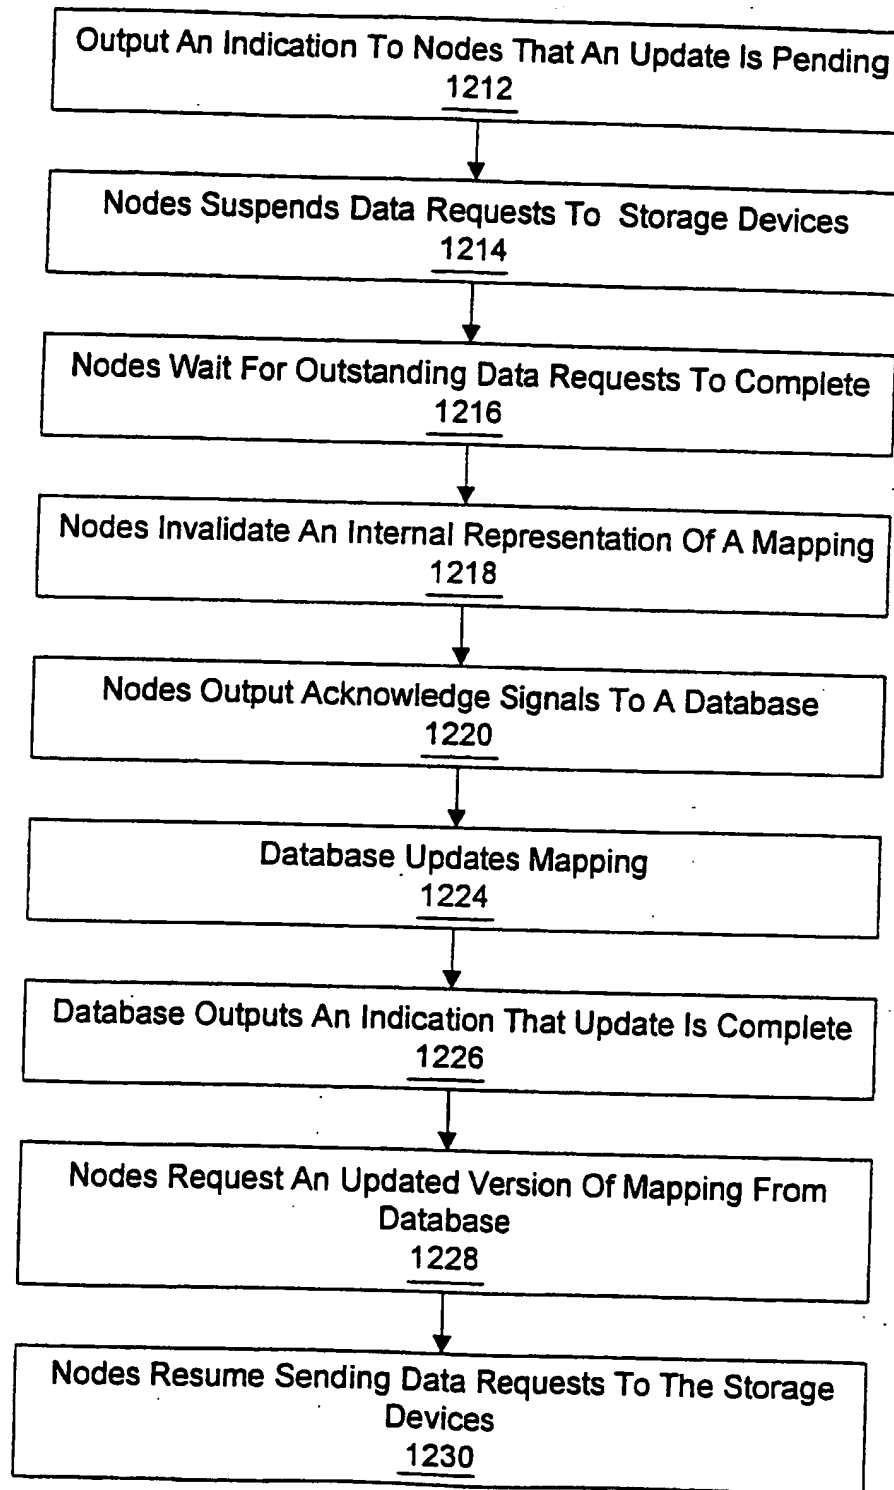 Output An Indication To Nodes That An Update Is Pending
1212
Nodes Suspends Data Requests To Storage Devices
1214
Nodes Wait For Outstanding Data Requests To Complete
1216
Nodes Invalidate An Internal Representation Of A Mapping
1218
Nodes Output Acknowledge Signals To A Database
1220
Database Updates Mapping
1224
Database Outputs An Indication That Update Is Complete
1226
Nodes Request An Updated Version Of Mapping From
Database
1228
Nodes Resume Sending Data Requests To The Storage
Devices
1230